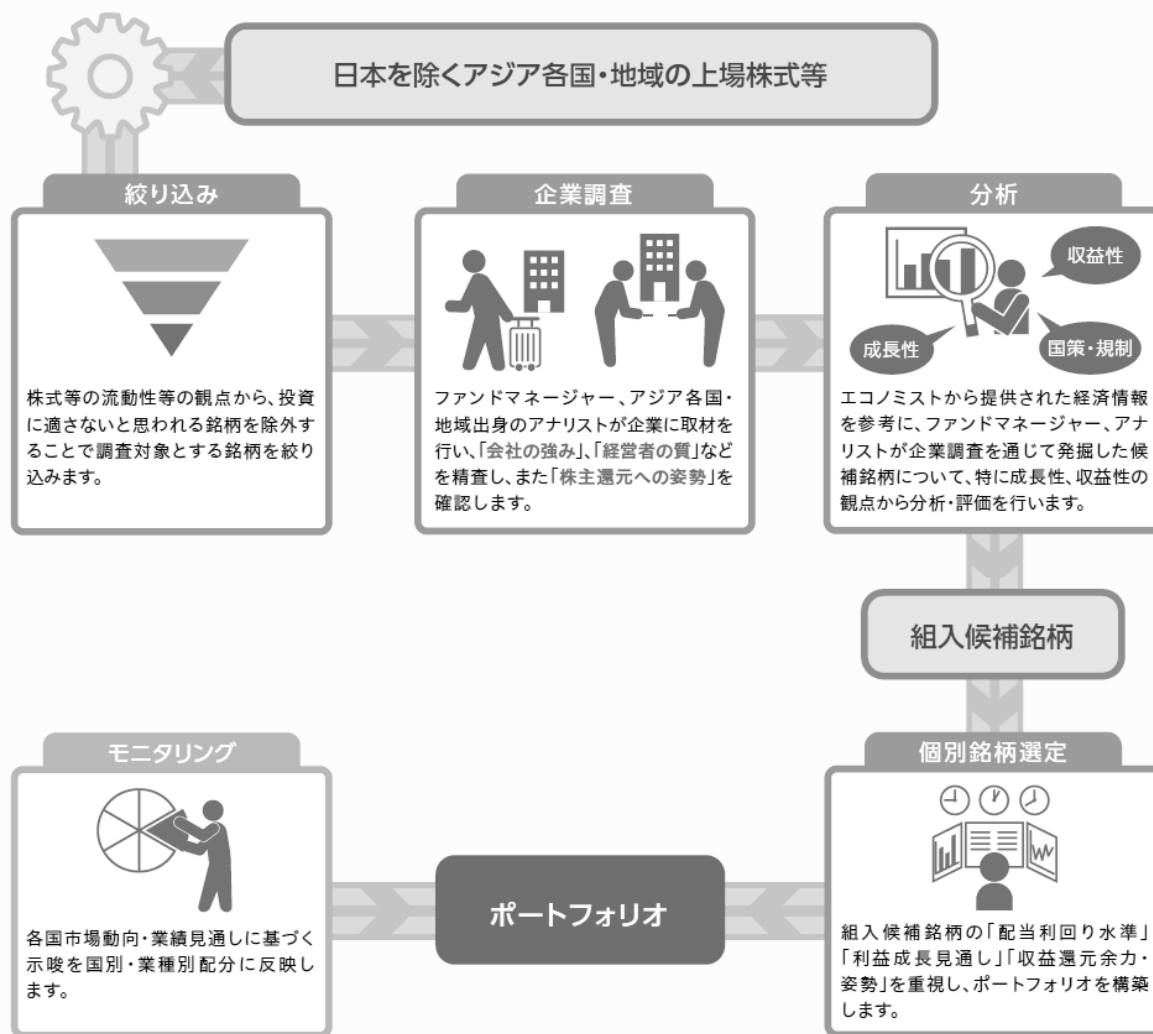 日本を除くアジア各国・地域の上場株式等
絞り込み
株式等の流動性等の観点から、投資
に適さないと思われる銘柄を除外す
ることで調査対象とする銘柄を絞り
込みます。
企業調査
ファンドマネージャー、アジア各国・
地域出身のアナリストが企業に取材を
行い、「会社の強み」、「経営者の質」など
を精査し、また「株主還元への姿勢」を
確認します。
分析
収益性
成長性
国策・規制
エコノミストから提供された経済情報
を参考に、ファンドマネージャー、アナ
リストが企業調査を通じて発掘した候
補銘柄について、特に成長性、収益性の
観点から分析・評価を行います。
組入候補銘柄
個別銘柄選定
組入候補銘柄の「配当利回り水準」
「利益成長見通し」「収益還元余力・
姿勢」を重視し、ポートフォリオを構築
します。
ポートフォリオ
モニタリング
各国市場動向・業績見通しに基づく
示唆を国別・業種別配分に反映し
ます。